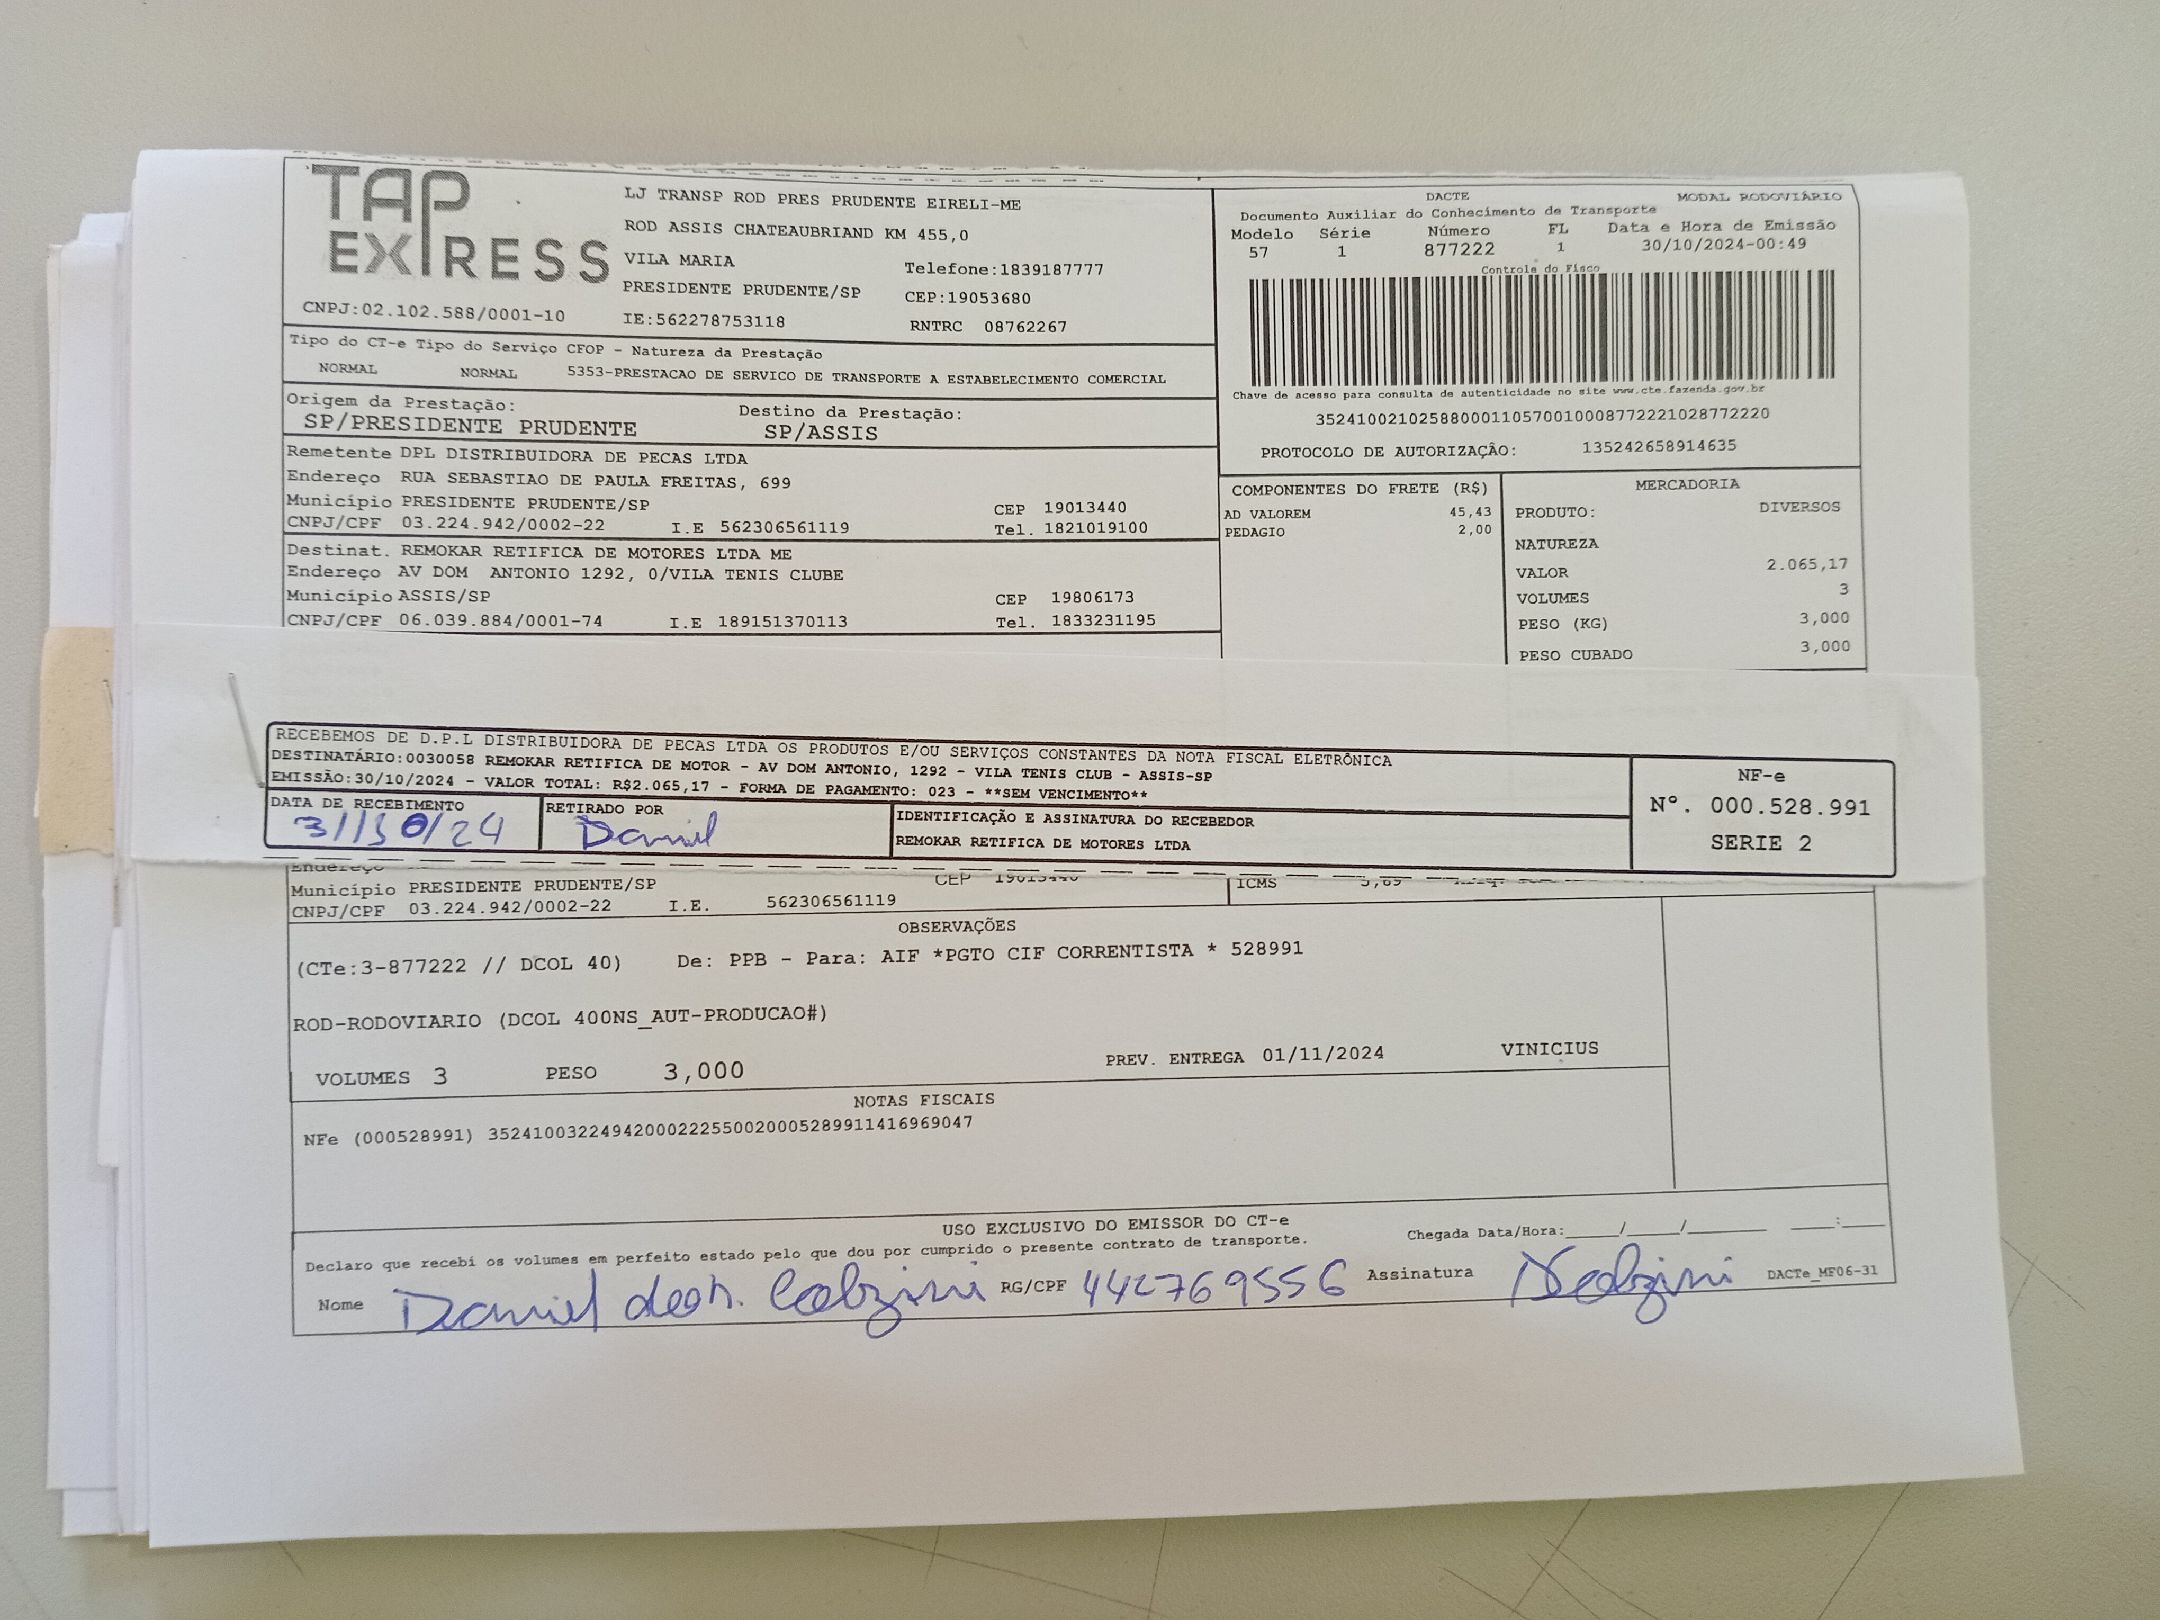 TAP
EXPRESS
CNPJ:02.102.588/0001-10
LJ TRANSP ROD PRES PRUDENTE EIRELI-ME
ROD ASSIS CHATEAUBRIAND KM 455,0
VILA MARIA
Telefone:1839187777
PRESIDENTE PRUDENTE/SP
CEP:19053680
IE:562278753118
RNTRC 08762267
DACTE
MODAL RODOVIÁRIO
Documento Auxiliar do Conhecimento de Transporte
Modelo Série Número FL Data e Hora de Emissão
57 1 877222 1 30/10/2024-00:49
Controle do Fisco
Chave de acesso para consulta de autenticidade no site www.cte.fazenda.gov.br
35241002102588000110570010008772221028772220
PROTOCOLO DE AUTORIZAÇÃO: 135242658914635
Tipo do CT-e Tipo do Serviço CFOP - Natureza da Prestação
NORMAL NORMAL 5353-PRESTACAO DE SERVICO DE TRANSPORTE A ESTABELECIMENTO COMERCIAL
Origem da Prestação: Destino da Prestação:
SP/PRESIDENTE PRUDENTE SP/ASSIS
Remetente DPL DISTRIBUIDORA DE PECAS LTDA
Endereço RUA SEBASTIAO DE PAULA FREITAS, 699
Município PRESIDENTE PRUDENTE/SP CEP 19013440
CNPJ/CPF 03.224.942/0002-22 I.E 562306561119 Tel. 1821019100
Destinat. REMOKAR RETIFICA DE MOTORES LTDA ME
Endereço AV DOM ANTONIO 1292, 0/VILA TENIS CLUBE
Município ASSIS/SP CEP 19806173
CNPJ/CPF 06.039.884/0001-74 I.E 189151370113 Tel. 1833231195
COMPONENTES DO FRETE (R$)
AD VALOREM 45,43
PEDAGIO 2,00
MERCADORIA
PRODUTO: DIVERSOS
NATUREZA
VALOR 2.065,17
VOLUMES 3
PESO (KG) 3,000
PESO CUBADO 3,000
RECEBEMOS DE D.P.L DISTRIBUIDORA DE PECAS LTDA OS PRODUTOS E/OU SERVIÇOS CONSTANTES DA NOTA FISCAL ELETRÔNICA
DESTINATÁRIO:0030058 REMOKAR RETIFICA DE MOTOR - AV DOM ANTONIO, 1292 - VILA TENIS CLUB - ASSIS-SP
EMISSÃO:30/10/2024 - VALOR TOTAL: R$2.065,17 - FORMA DE PAGAMENTO: 023 - **SEM VENCIMENTO**
DATA DE RECEBIMENTO
31/10/24
RETIRADO POR
Daniel
IDENTIFICAÇÃO E ASSINATURA DO RECEBEDOR
REMOKAR RETIFICA DE MOTORES LTDA
NF-e
Nº. 000.528.991
SERIE 2
Endereço CEP 19013440
Município PRESIDENTE PRUDENTE/SP
CNPJ/CPF 03.224.942/0002-22 I.E. 562306561119
ICMS
OBSERVAÇÕES
(CTe:3-877222 // DCOL 40) De: PPB - Para: AIF *PGTO CIF CORRENTISTA * 528991
ROD-RODOVIARIO (DCOL 400NS_AUT-PRODUCAO#)
VOLUMES 3 PESO 3,000 PREV. ENTREGA 01/11/2024 VINICIUS
NOTAS FISCAIS
NFe (000528991) 35241003224942000222550020005289911416969047
USO EXCLUSIVO DO EMISSOR DO CT-e
Declaro que recebi os volumes em perfeito estado pelo que dou por cumprido o presente contrato de transporte.
Chegada Data/Hora:____/____/______ ___:___
Nome Daniel RG/CPF 442769556 Assinatura DACTe_MF06-31